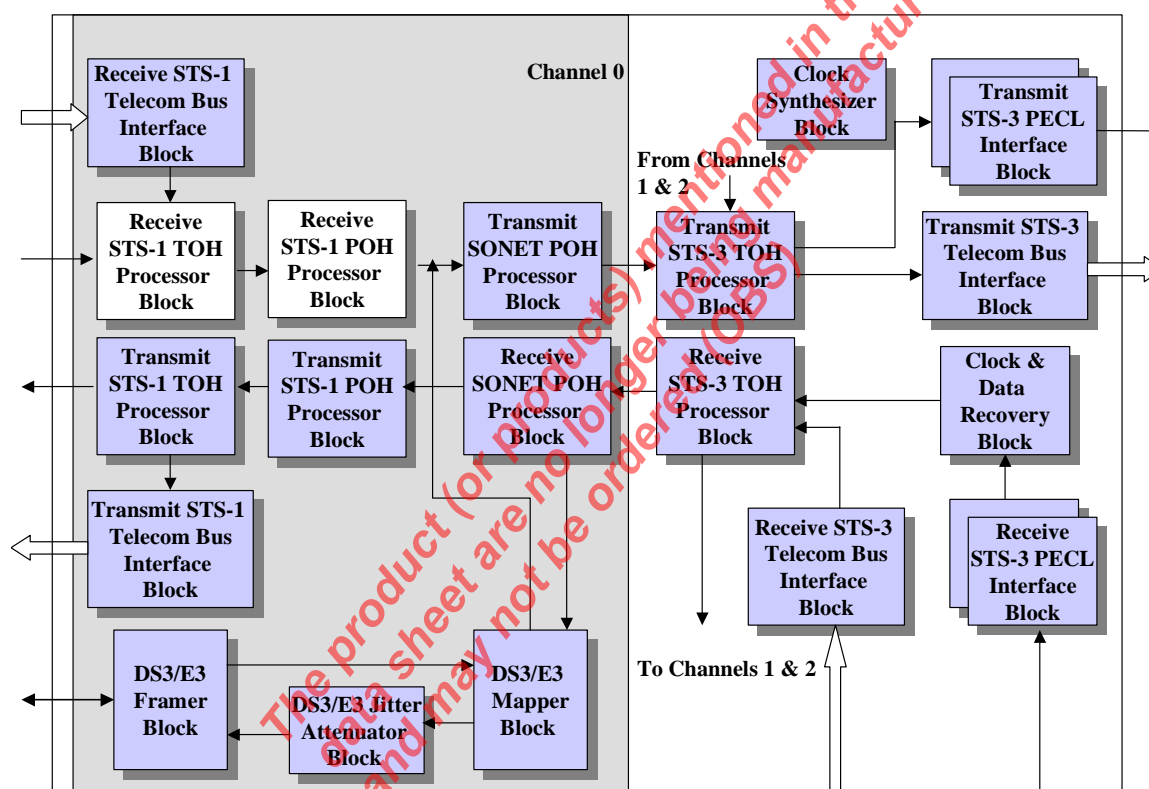 Receive STS-1
Telecom Bus
Interface
Block
Channel 0
Clock
Synthesizer
Block
Transmit
STS-3 PECL
Interface
Block
From Channels
1 & 2
Receive
STS-1 TOH
Processor
Block
Receive
STS-1 POH
Processor
Block
Transmit
SONET POH
Processor
Block
Transmit
STS-3 TOH
Processor
Block
Transmit STS-3
Telecom Bus
Interface
Block
Transmit
STS-1 TOH
Processor
Block
Transmit
STS-1 POH
Processor
Block
Receive
SONET POH
Processor
Block
Receive
STS-3 TOH
Processor
Block
Clock &
Data
Recovery
Block
Transmit STS-1
Telecom Bus
Interface
Block
Receive STS-3
Telecom Bus
Interface
Block
Receive
STS-3 PECL
Interface
Block
DS3/E3
Framer
Block
DS3/E3 Jitter
Attenuator
Block
DS3/E3
Mapper
Block
To Channels 1 & 2
The product (or products) mentioned in
data sheet are no longer being manufactu
and may not be ordered (OBS)